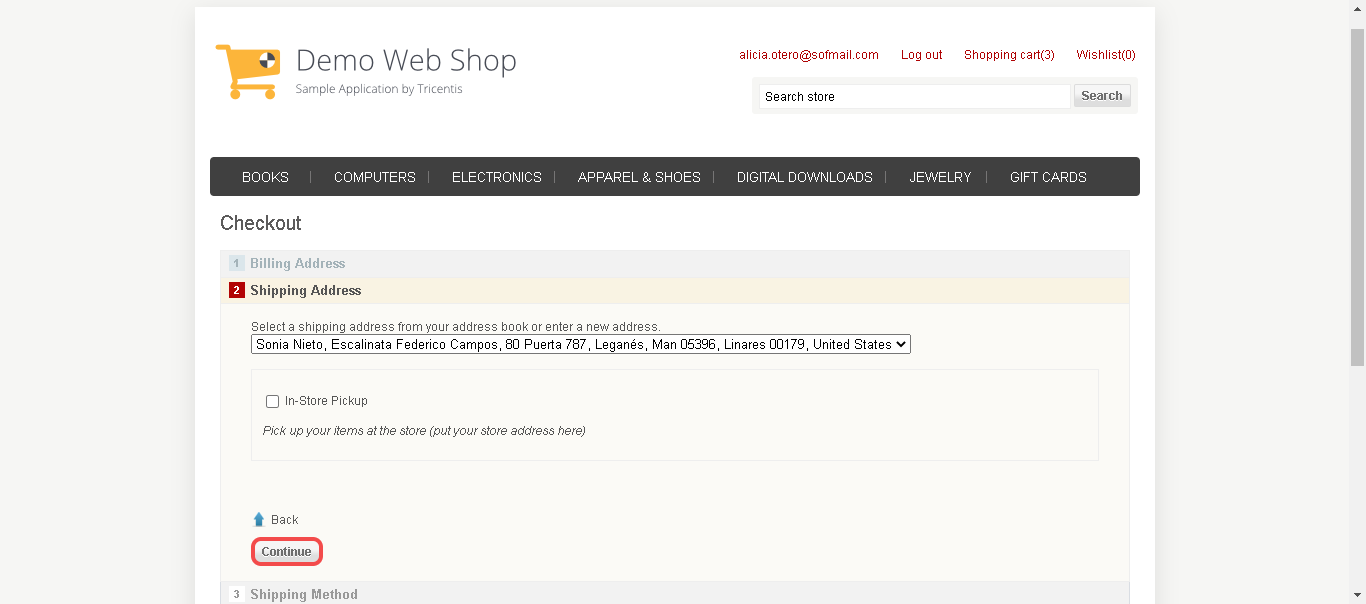 Demo Web Shop
Sample Application by Tricentis
alicia.otero@sofmail.com Log out Shopping cart(3) Wishlist(0)
Search store Search
BOOKS COMPUTERS ELECTRONICS APPAREL & SHOES DIGITAL DOWNLOADS JEWELRY GIFT CARDS
Checkout
1 Billing Address
2 Shipping Address
Select a shipping address from your address book or enter a new address.
Sonia Nieto, Escalinata Federico Campos, 80 Puerta 787, Leganés, Man 05396, Linares 00179, United States
In-Store Pickup
Pick up your items at the store (put your store address here)
Back
Continue
3 Shipping Method